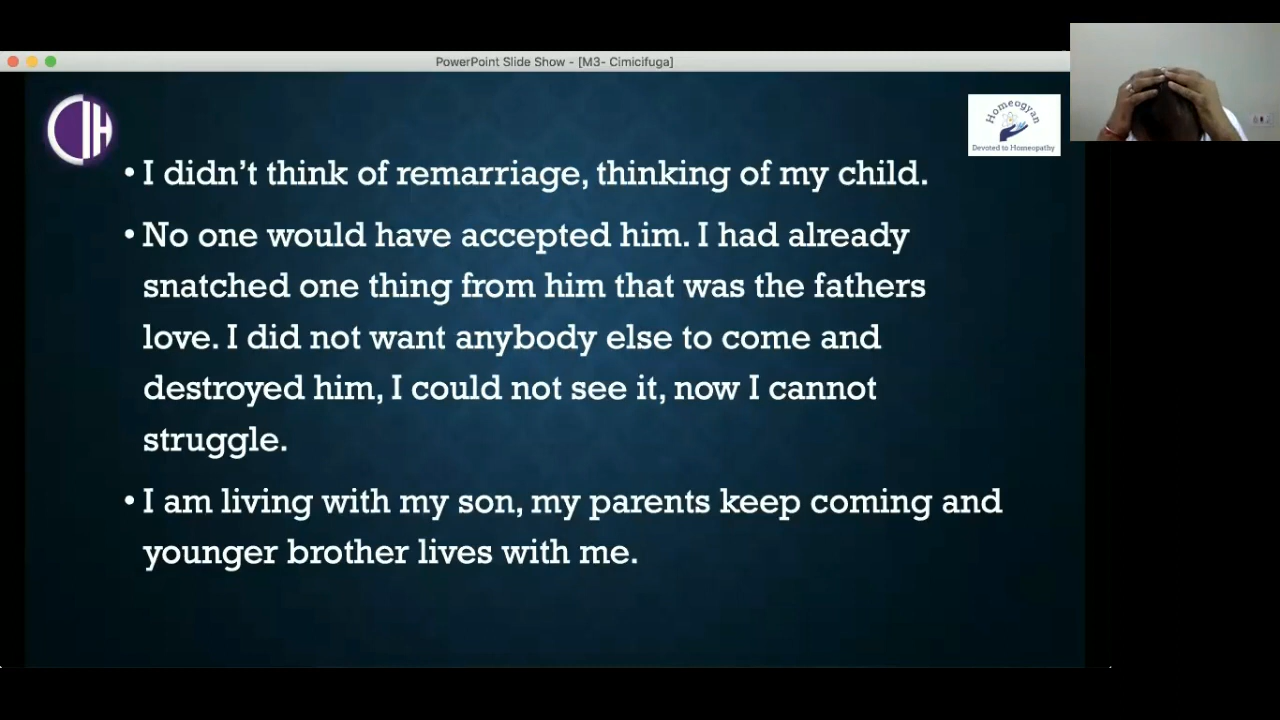 PowerPoint Slide Show - [M3- Cimicifuga]
CIH
Homeogyan
Devoted to Homeopathy
• I didn't think of remarriage, thinking of my child.
• No one would have accepted him. I had already
snatched one thing from him that was the fathers
love. I did not want anybody else to come and
destroyed him, I could not see it, now I cannot
struggle.
• I am living with my son, my parents keep coming and
younger brother lives with me.